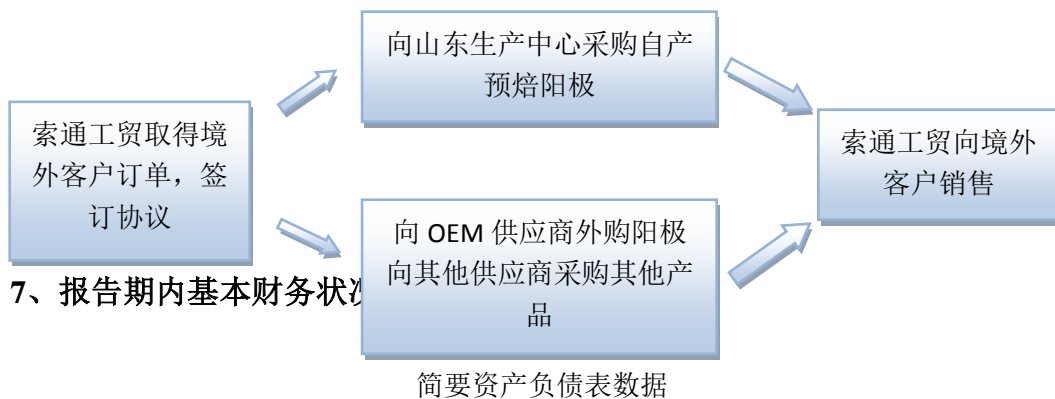 向山东生产中心采购自产
预焙阳极
索通工贸取得境
外客户订单，签
订协议
索通工贸向境外
客户销售
向 OEM 供应商外购阳极
向其他供应商采购其他产
品
7、报告期内基本财务状
简要资产负债表数据